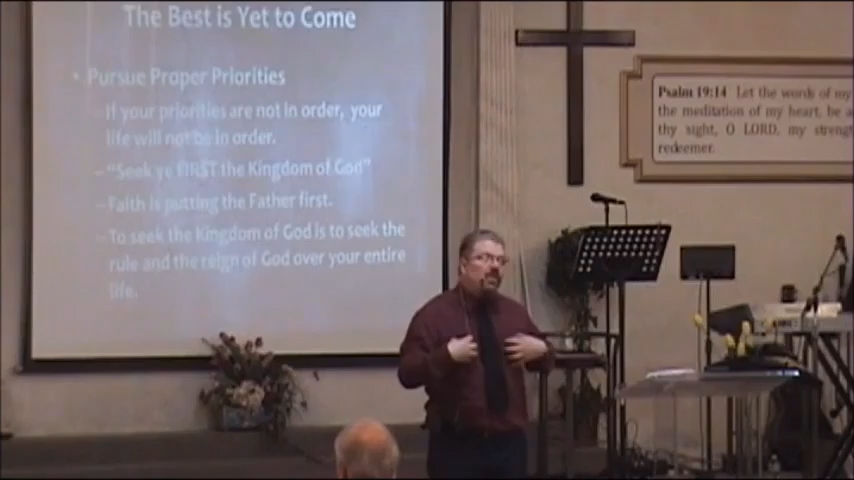 The Best is Yet to Come
• Pursue Proper Priorities
– If your priorities are not in order, your
life will not be in order.
– "Seek ye FIRST the Kingdom of God"
– Faith is putting the Father first.
– To seek the Kingdom of God is to seek the
rule and the reign of God over your entire
life.
Psalm 19:14 Let the words of my
the meditation of my heart, be a
thy sight, O LORD, my streng
redeemer.